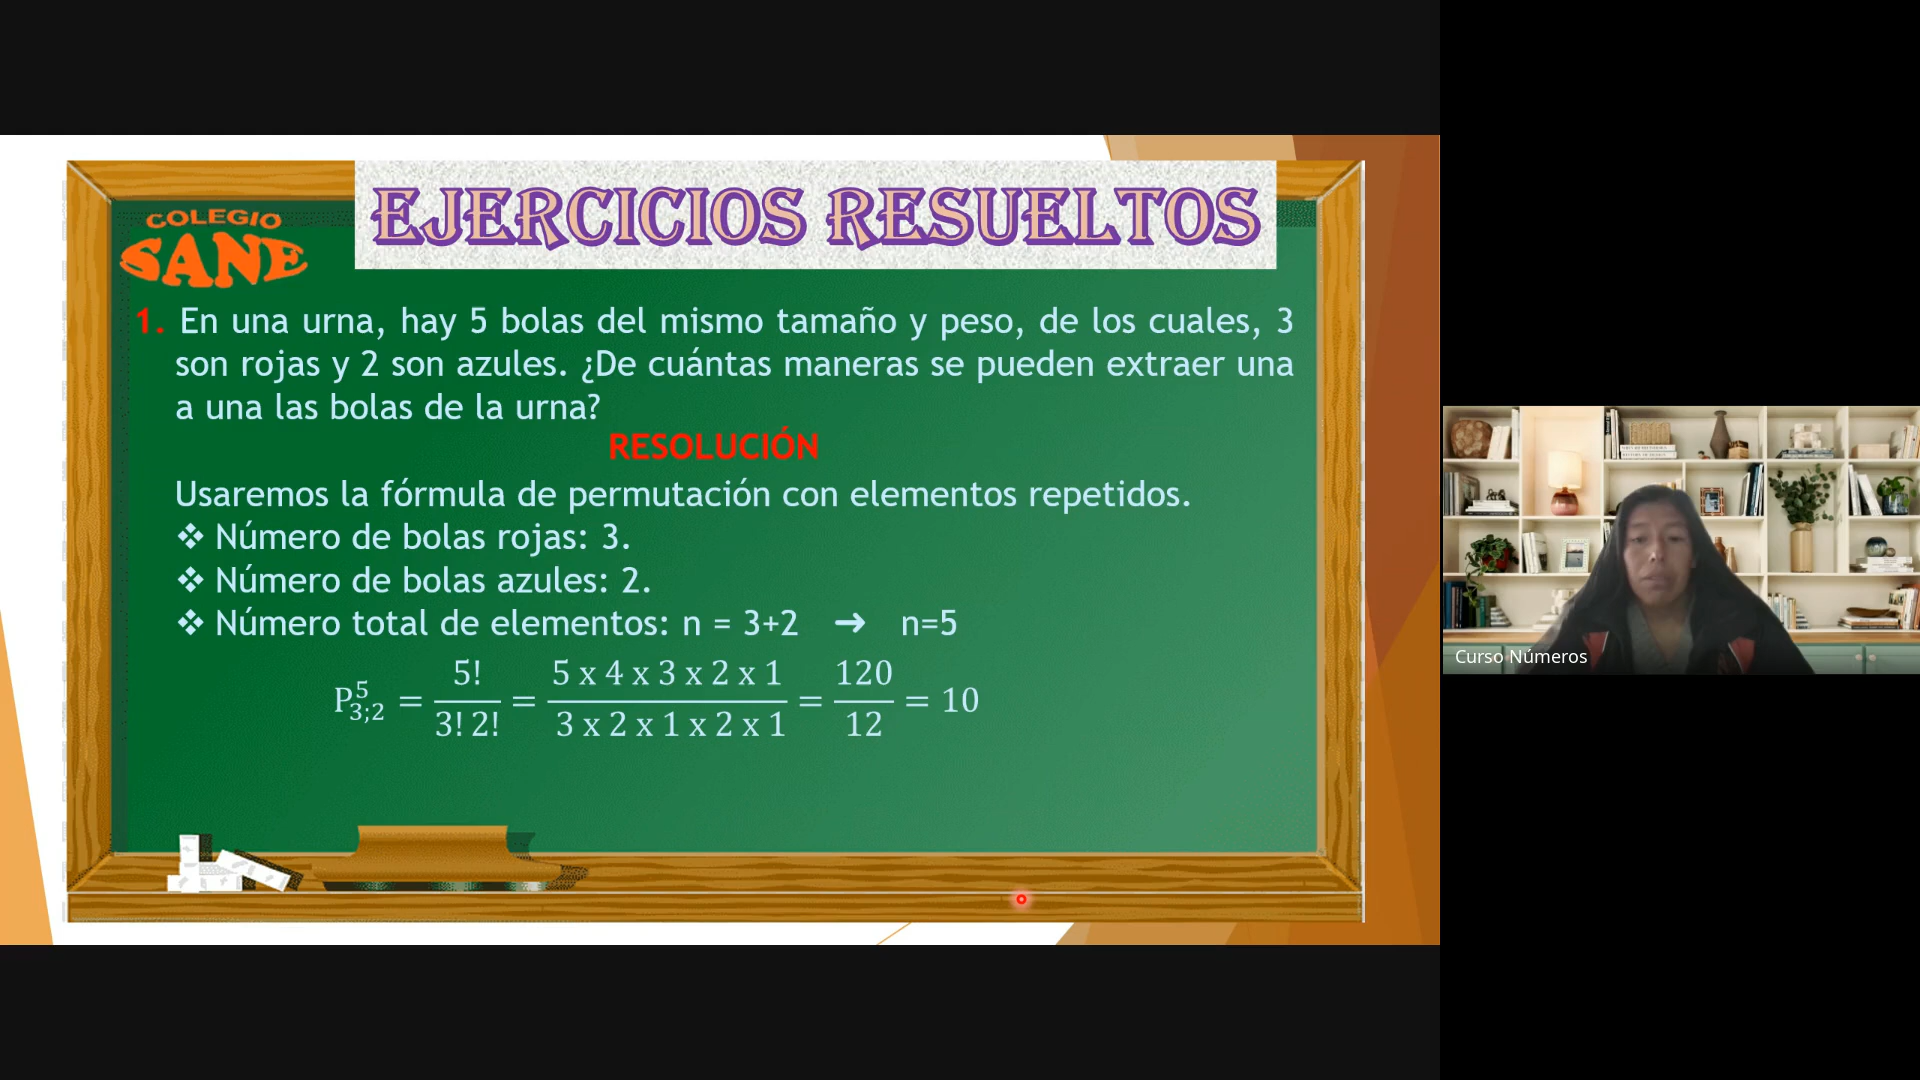 EJERCICIOS RESUELTOS
COLEGIO
SANE
1. En una urna, hay 5 bolas del mismo tamaño y peso, de los cuales, 3
son rojas y 2 son azules. ¿De cuántas maneras se pueden extraer una
a una las bolas de la urna?
RESOLUCIÓN
Usaremos la fórmula de permutación con elementos repetidos.
❖ Número de bolas rojas: 3.
❖ Número de bolas azules: 2.
❖ Número total de elementos: n = 3+2 → n=5
P^5_{3;2} = 5!/(3! 2!) = (5 x 4 x 3 x 2 x 1)/(3 x 2 x 1 x 2 x 1) = 120/12 = 10
Curso Números